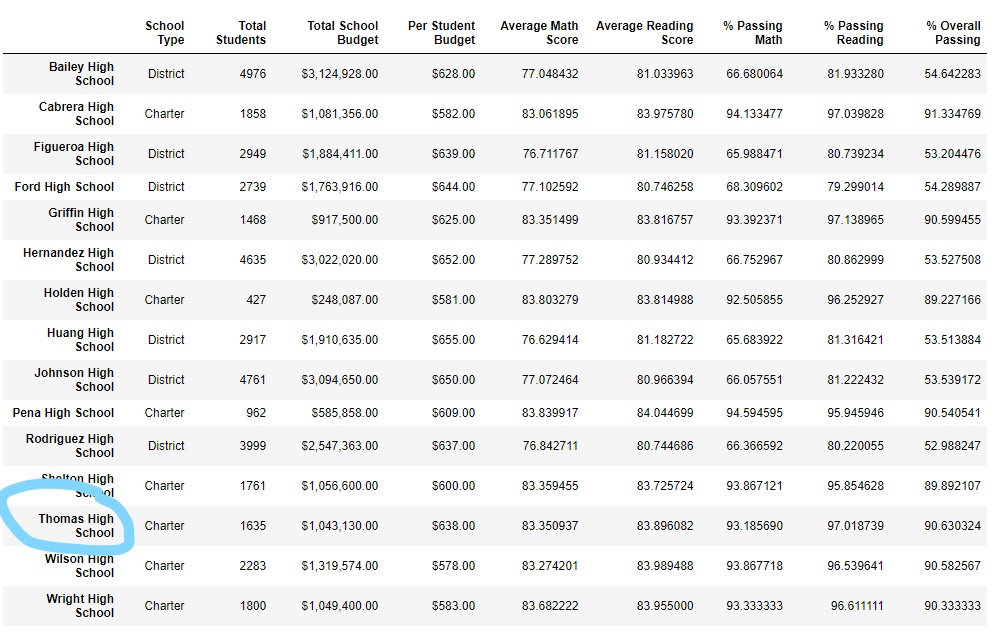 School Type Total Students Total School Budget Per Student Budget Average Math Score Average Reading Score % Passing Math % Passing Reading % Overall Passing
Bailey High School District 4976 $3,124,928.00 $628.00 77.048432 81.033963 66.680064 81.933280 54.642283
Cabrera High School Charter 1858 $1,081,356.00 $582.00 83.061895 83.975780 94.133477 97.039828 91.334769
Figueroa High School District 2949 $1,884,411.00 $639.00 76.711767 81.158020 65.988471 80.739234 53.204476
Ford High School District 2739 $1,763,916.00 $644.00 77.102592 80.746258 68.309602 79.299014 54.289887
Griffin High School Charter 1468 $917,500.00 $625.00 83.351499 83.816757 93.392371 97.138965 90.599455
Hernandez High School District 4635 $3,022,020.00 $652.00 77.289752 80.934412 66.752967 80.862999 53.527508
Holden High School Charter 427 $248,087.00 $581.00 83.803279 83.814988 92.505855 96.252927 89.227166
Huang High School District 2917 $1,910,635.00 $655.00 76.629414 81.182722 65.683922 81.316421 53.513884
Johnson High School District 4761 $3,094,650.00 $650.00 77.072464 80.966394 66.057551 81.222432 53.539172
Pena High School Charter 962 $585,858.00 $609.00 83.839917 84.044699 94.594595 95.945946 90.540541
Rodriguez High School District 3999 $2,547,363.00 $637.00 76.842711 80.744686 66.366592 80.220055 52.988247
Shelton High School Charter 1761 $1,056,600.00 $600.00 83.359455 83.725724 93.867121 95.854628 89.892107
Thomas High School Charter 1635 $1,043,130.00 $638.00 83.350937 83.896082 93.185690 97.018739 90.630324
Wilson High School Charter 2283 $1,319,574.00 $578.00 83.274201 83.989488 93.867718 96.539641 90.582567
Wright High School Charter 1800 $1,049,400.00 $583.00 83.682222 83.955000 93.333333 96.611111 90.333333